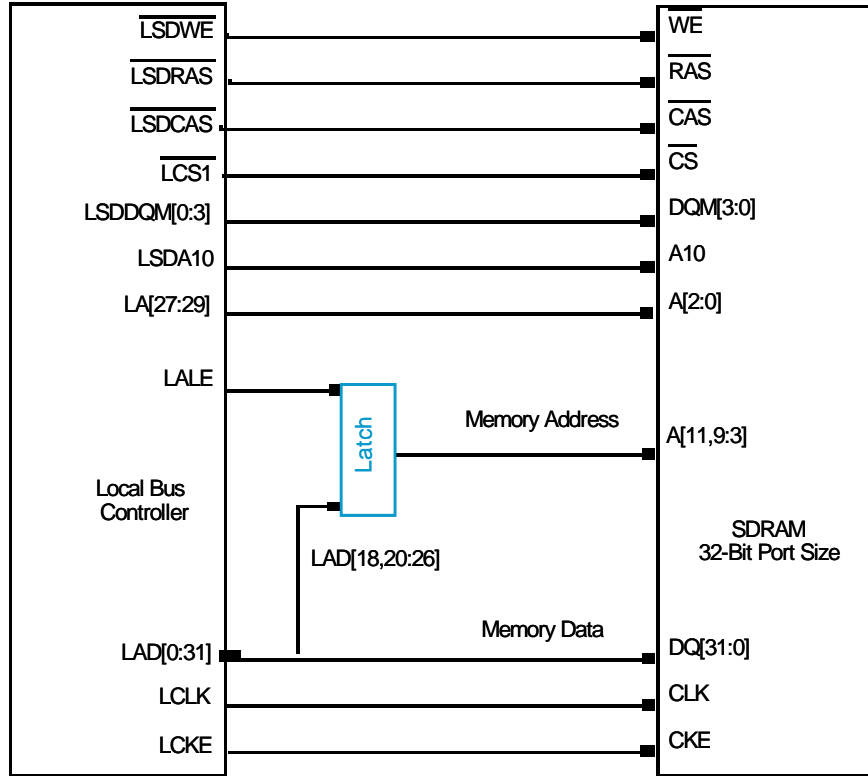 LSDWE
WE
LSDRAS
RAS
LSDCAS
CAS
LCS1
CS
LSDDQM[0:3]
DQM[3:0]
LSDA10
A10
LA[27:29]
A[2:0]
LALE
Latch
Memory Address
A[11,9:3]
Local Bus
Controller
SDRAM
32-Bit Port Size
LAD[18,20:26]
Memory Data
LAD[0:31]
DQ[31:0]
LCLK
CLK
LCKE
CKE